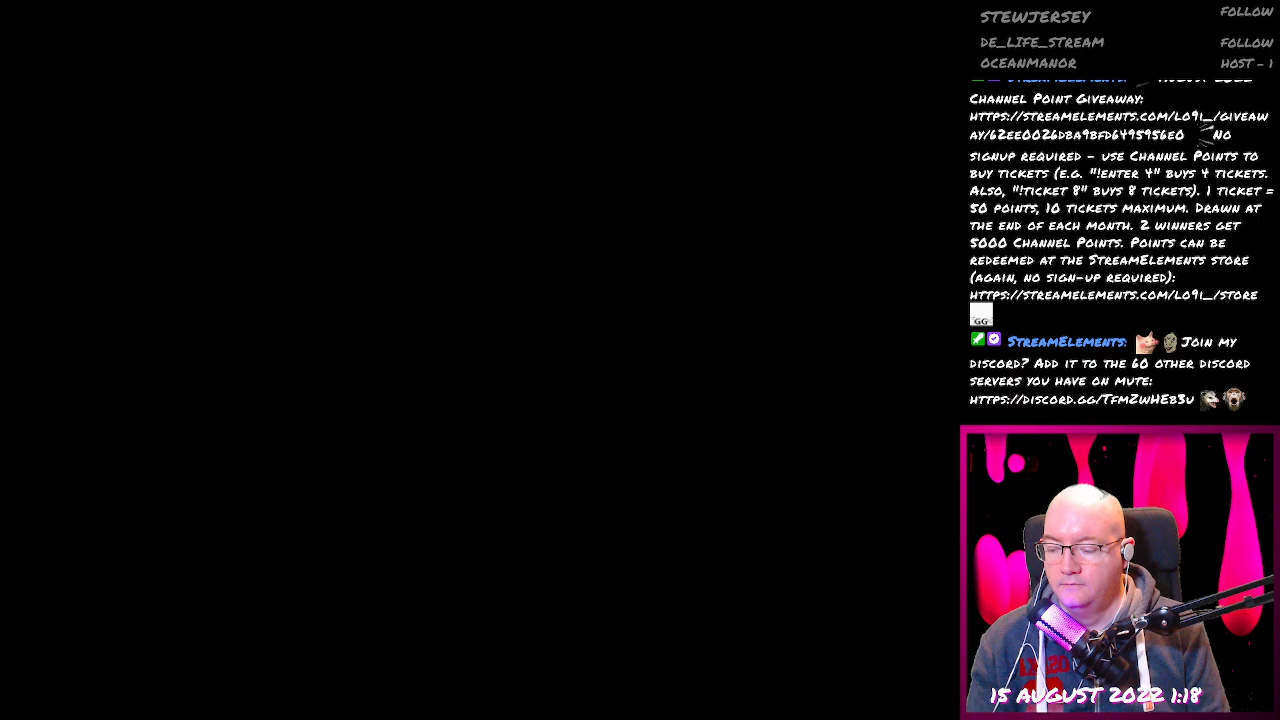 STEWJERSEY FOLLOW
DE_LIFE_STREAM FOLLOW
OCEANMANOR HOST - 1
StreamElements: August 2022
Channel Point Giveaway:
https://streamelements.com/lo9i_/giveaw
ay/62ee0026dba9bfd6495956e0 No
signup required - use Channel Points to
buy tickets (e.g. "!enter 4" buys 4 tickets.
Also, "!ticket 8" buys 8 tickets). 1 ticket =
50 points, 10 tickets maximum. Drawn at
the end of each month. 2 winners get
5000 Channel Points. Points can be
redeemed at the StreamElements store
(again, no sign-up required):
https://streamelements.com/lo9i_/store
GG
StreamElements: Join my
discord? Add it to the 60 other discord
servers you have on mute:
https://discord.gg/TfmZwHEb3u
15 AUGUST 2022 1:18